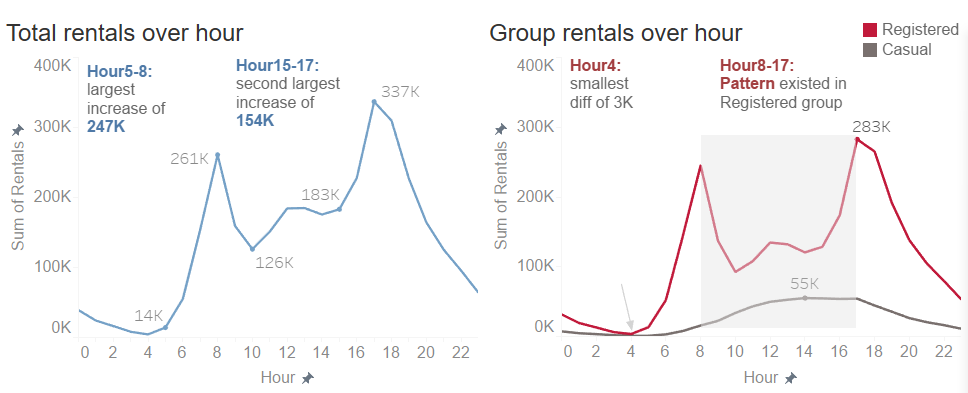 Total rentals over hour
Hour5-8:
largest
increase of
247K
Hour15-17:
second largest
increase of
154K
337K
261K
183K
126K
14K
400K
300K
200K
100K
0K
Sum of Rentals
0 2 4 6 8 10 12 14 16 18 20 22
Hour
Group rentals over hour
Registered
Casual
Hour4:
smallest
diff of 3K
Hour8-17:
Pattern existed in
Registered group
283K
55K
400K
300K
200K
100K
0K
Sum of Rentals
0 2 4 6 8 10 12 14 16 18 20 22
Hour